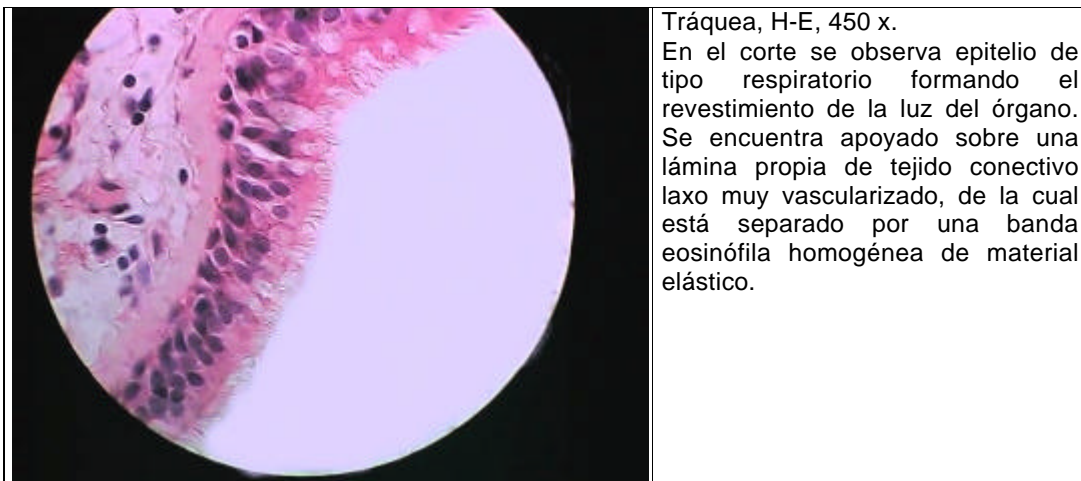 Tráquea, H-E, 450 x.
En el corte se observa epitelio de
tipo respiratorio formando el
revestimiento de la luz del órgano.
Se encuentra apoyado sobre una
lámina propia de tejido conectivo
laxo muy vascularizado, de la cual
está separado por una banda
eosinófila homogénea de material
elástico.